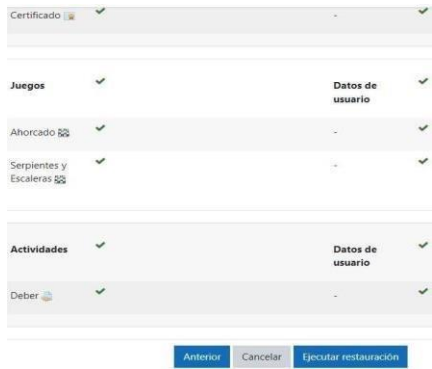 Certificado -
Juegos Datos de
usuario
Ahorcado -
Serpientes y -
Escaleras
Actividades Datos de
usuario
Deber -
Anterior Cancelar Ejecutar restauración